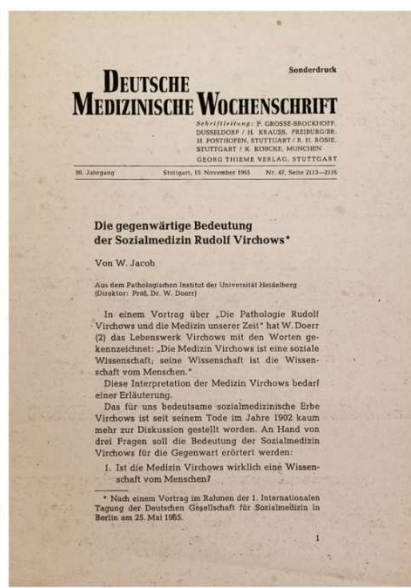 Sonderdruck
DEUTSCHE
MEDIZINISCHE WOCHENSCHRIFT
Schriftleitung: F. GROSSE-BROCKHOFF,
DÜSSELDORF / H. KRAUSS, FREIBURG/BR.
H. POSTHOFEN, STUTTGART / R. H. ROSIE,
STUTTGART / K. KOBCKE, MÜNCHEN
GEORG THIEME VERLAG, STUTTGART
90. Jahrgang Stuttgart, 19. November 1965 Nr. 47, Seite 2113—2116
Die gegenwärtige Bedeutung
der Sozialmedizin Rudolf Virchows*
Von W. Jacob
Aus dem Pathologischen Institut der Universität Heidelberg
(Direktor: Prof. Dr. W. Doerr)
In einem Vortrag über „Die Pathologie Rudolf
Virchows und die Medizin unserer Zeit“ hat W. Doerr
(2) das Lebenswerk Virchows mit den Worten ge-
kennzeichnet: „Die Medizin Virchows ist eine soziale
Wissenschaft; seine Wissenschaft ist die Wissen-
schaft vom Menschen.“
Diese Interpretation der Medizin Virchows bedarf
einer Erläuterung.
Das für uns bedeutsame sozialmedizinische Erbe
Virchows ist seit seinem Tode im Jahre 1902 kaum
mehr zur Diskussion gestellt worden. An Hand von
drei Fragen soll die Bedeutung der Sozialmedizin
Virchows für die Gegenwart erörtert werden:
1. Ist die Medizin Virchows wirklich eine Wissen-
schaft vom Menschen?
* Nach einem Vortrag im Rahmen der 1. Internationalen
Tagung der Deutschen Gesellschaft für Sozialmedizin in
Berlin am 25. Mai 1965.
1